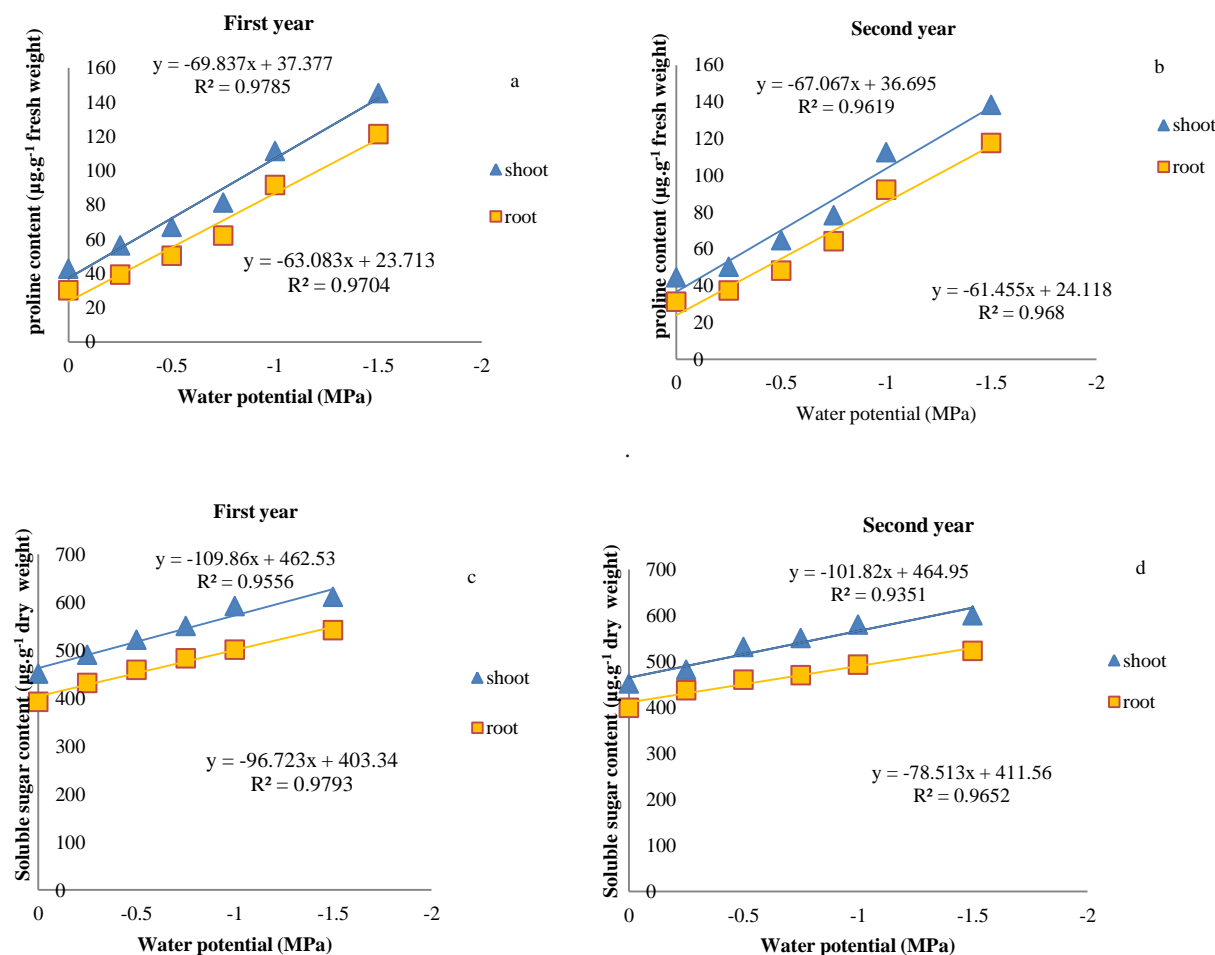 First year
proline content (µg.g⁻¹ fresh weight)
160
140
120
100
80
60
40
20
0
y = -69.837x + 37.377
R² = 0.9785
a
shoot
root
y = -63.083x + 23.713
R² = 0.9704
0 -0.5 -1 -1.5 -2
Water potential (MPa)
Second year
proline content (µg.g⁻¹ fresh weight)
160
140
120
100
80
60
40
20
0
y = -67.067x + 36.695
R² = 0.9619
b
shoot
root
y = -61.455x + 24.118
R² = 0.968
0 -0.5 -1 -1.5 -2
Water potential (MPa)
.
First year
Soluble sugar content (µg.g⁻¹ dry weight)
700
600
500
400
300
200
100
0
y = -109.86x + 462.53
R² = 0.9556
c
shoot
root
y = -96.723x + 403.34
R² = 0.9793
0 -0.5 -1 -1.5 -2
Water potential (MPa)
Second year
Soluble sugar content (µg.g⁻¹ dry weight)
700
600
500
400
300
200
100
0
y = -101.82x + 464.95
R² = 0.9351
d
shoot
root
y = -78.513x + 411.56
R² = 0.9652
0 -0.5 -1 -1.5 -2
Water potential (MPa)